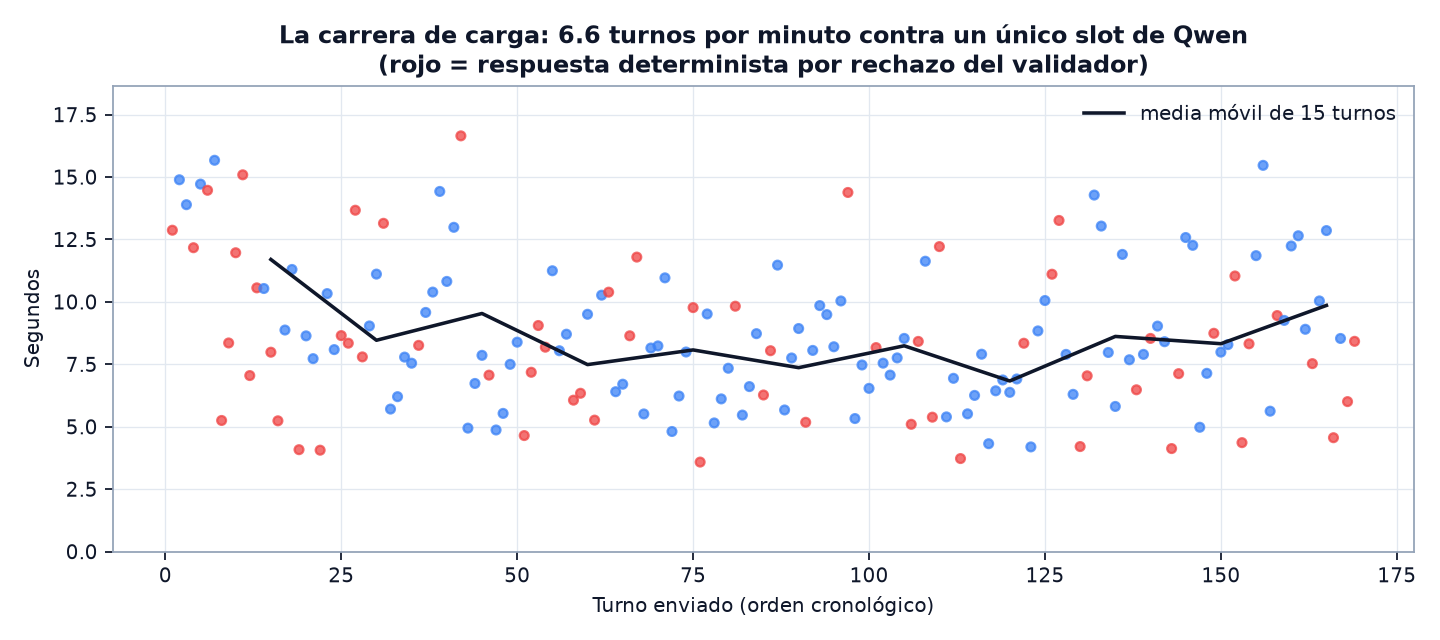 La carrera de carga: 6.6 turnos por minuto contra un único slot de Qwen
(rojo = respuesta determinista por rechazo del validador)
media móvil de 15 turnos
Segundos
17.5
15.0
12.5
10.0
7.5
5.0
2.5
0.0
0 25 50 75 100 125 150 175
Turno enviado (orden cronológico)